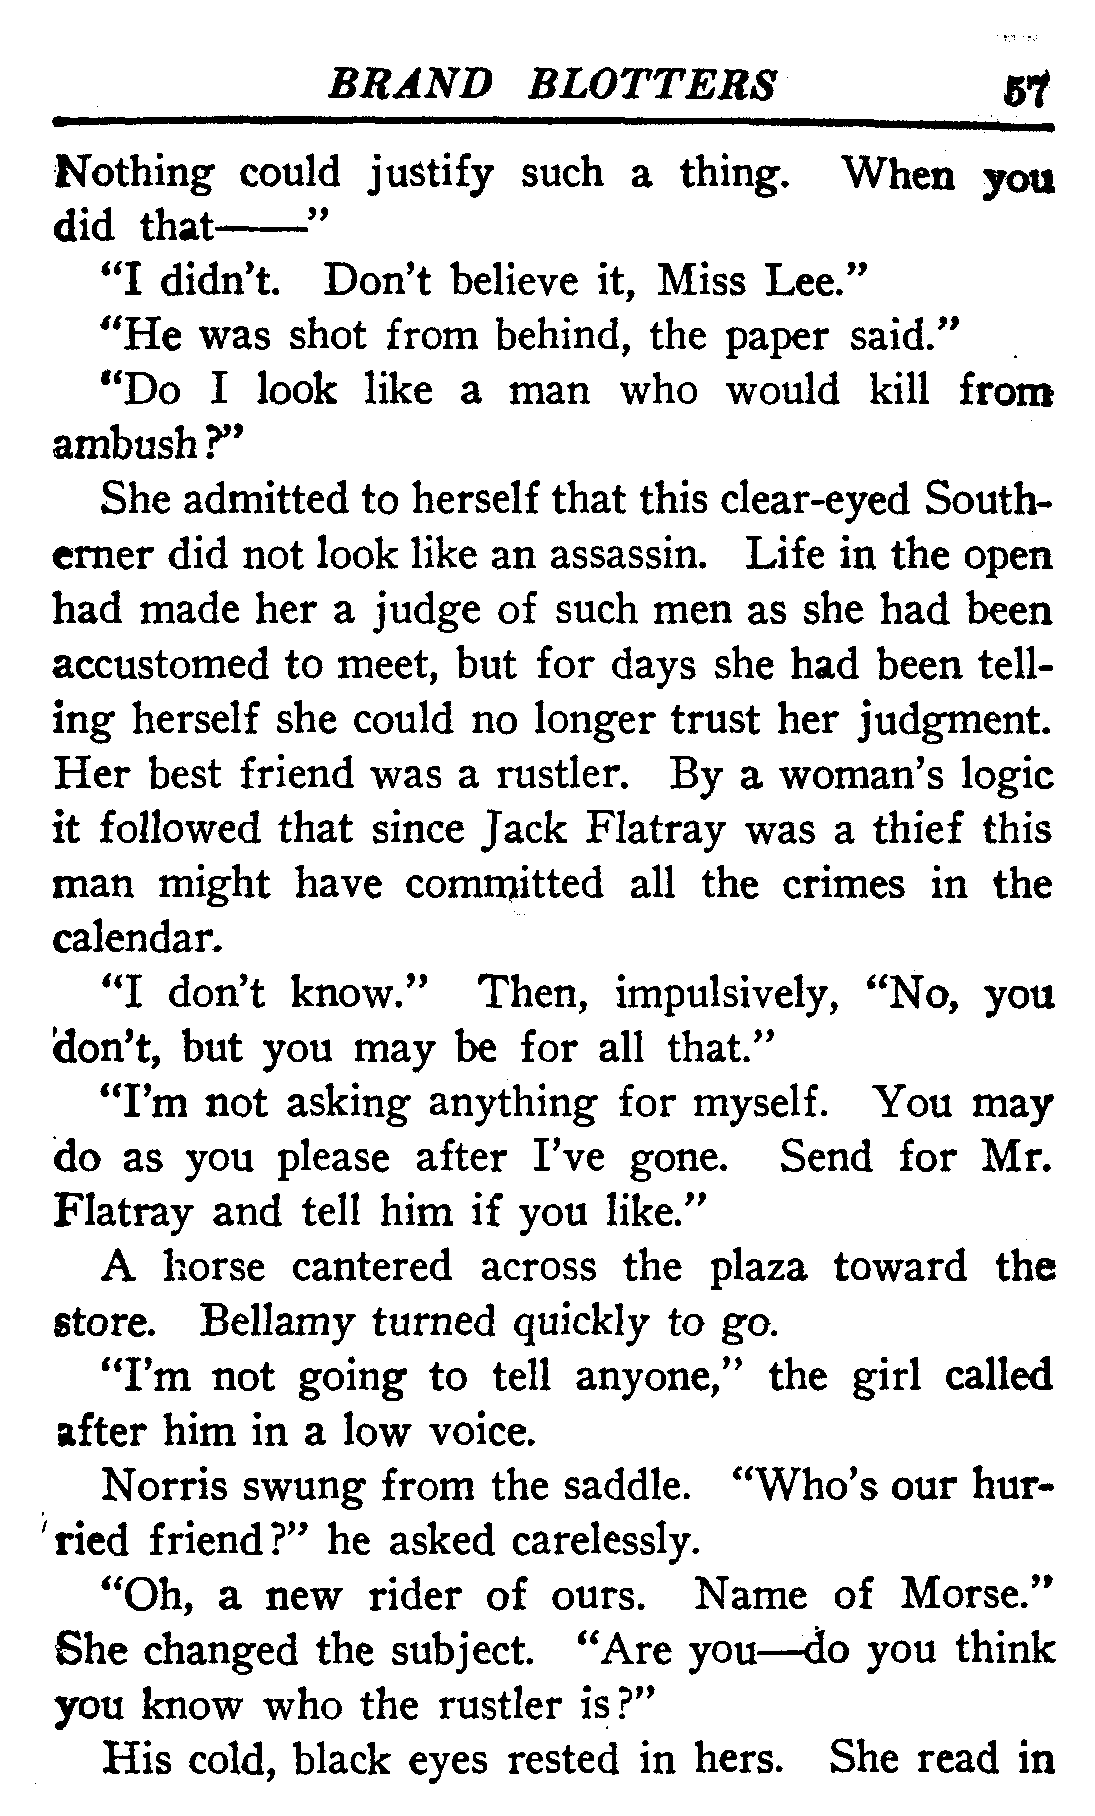 BRAND BLOTTERS 57
Nothing could justify such a thing. When you
did that——”
“I didn’t. Don’t believe it, Miss Lee.”
“He was shot from behind, the paper said.”
“Do I look like a man who would kill from
ambush?”
She admitted to herself that this clear-eyed South-
erner did not look like an assassin. Life in the open
had made her a judge of such men as she had been
accustomed to meet, but for days she had been tell-
ing herself she could no longer trust her judgment.
Her best friend was a rustler. By a woman’s logic
it followed that since Jack Flatray was a thief this
man might have committed all the crimes in the
calendar.
“I don’t know.” Then, impulsively, “No, you
don’t, but you may be for all that.”
“I’m not asking anything for myself. You may
do as you please after I’ve gone. Send for Mr.
Flatray and tell him if you like.”
A horse cantered across the plaza toward the
store. Bellamy turned quickly to go.
“I’m not going to tell anyone,” the girl called
after him in a low voice.
Norris swung from the saddle. “Who’s our hur-
ried friend?” he asked carelessly.
“Oh, a new rider of ours. Name of Morse.”
She changed the subject. “Are you—do you think
you know who the rustler is?”
His cold, black eyes rested in hers. She read in